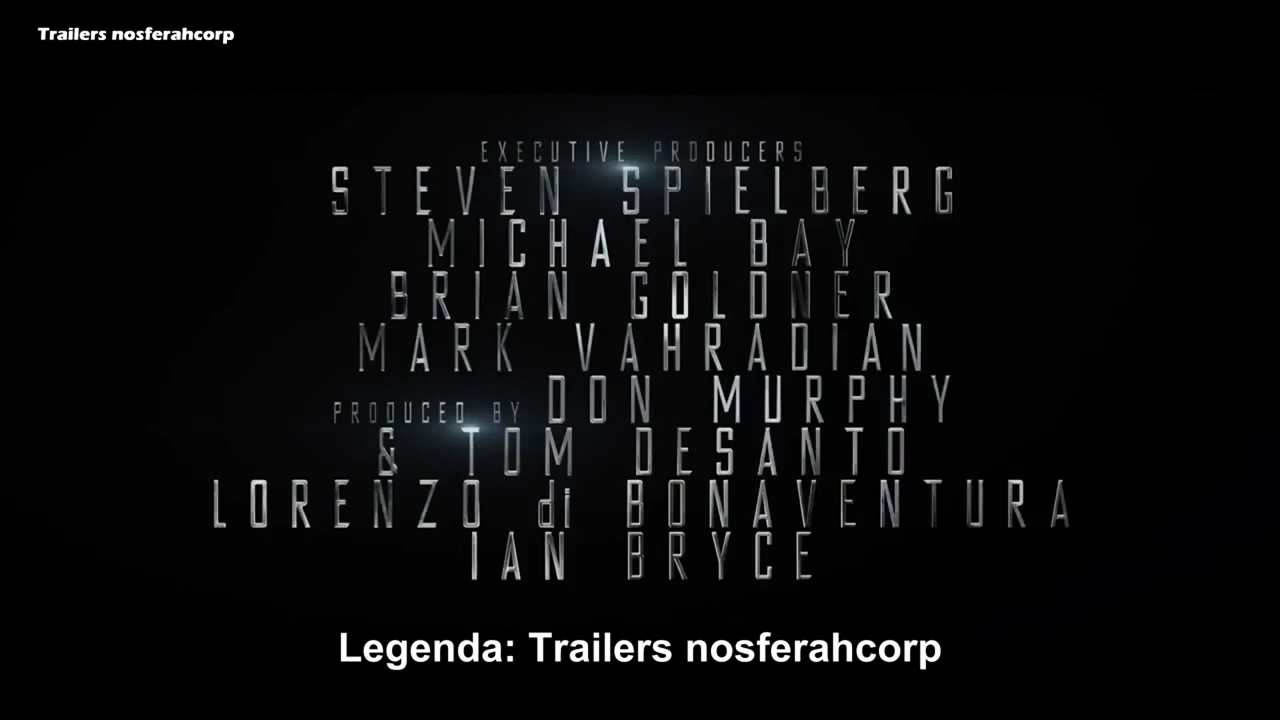 Trailers nosferahcorp
EXECUTIVE PRODUCERS
STEVEN SPIELBERG
MICHAEL BAY
BRIAN GOLDNER
MARK VAHRADIAN
PRODUCED BY DON MURPHY
& TOM DESANTO
LORENZO di BONAVENTURA
IAN BRYCE
Legenda: Trailers nosferahcorp